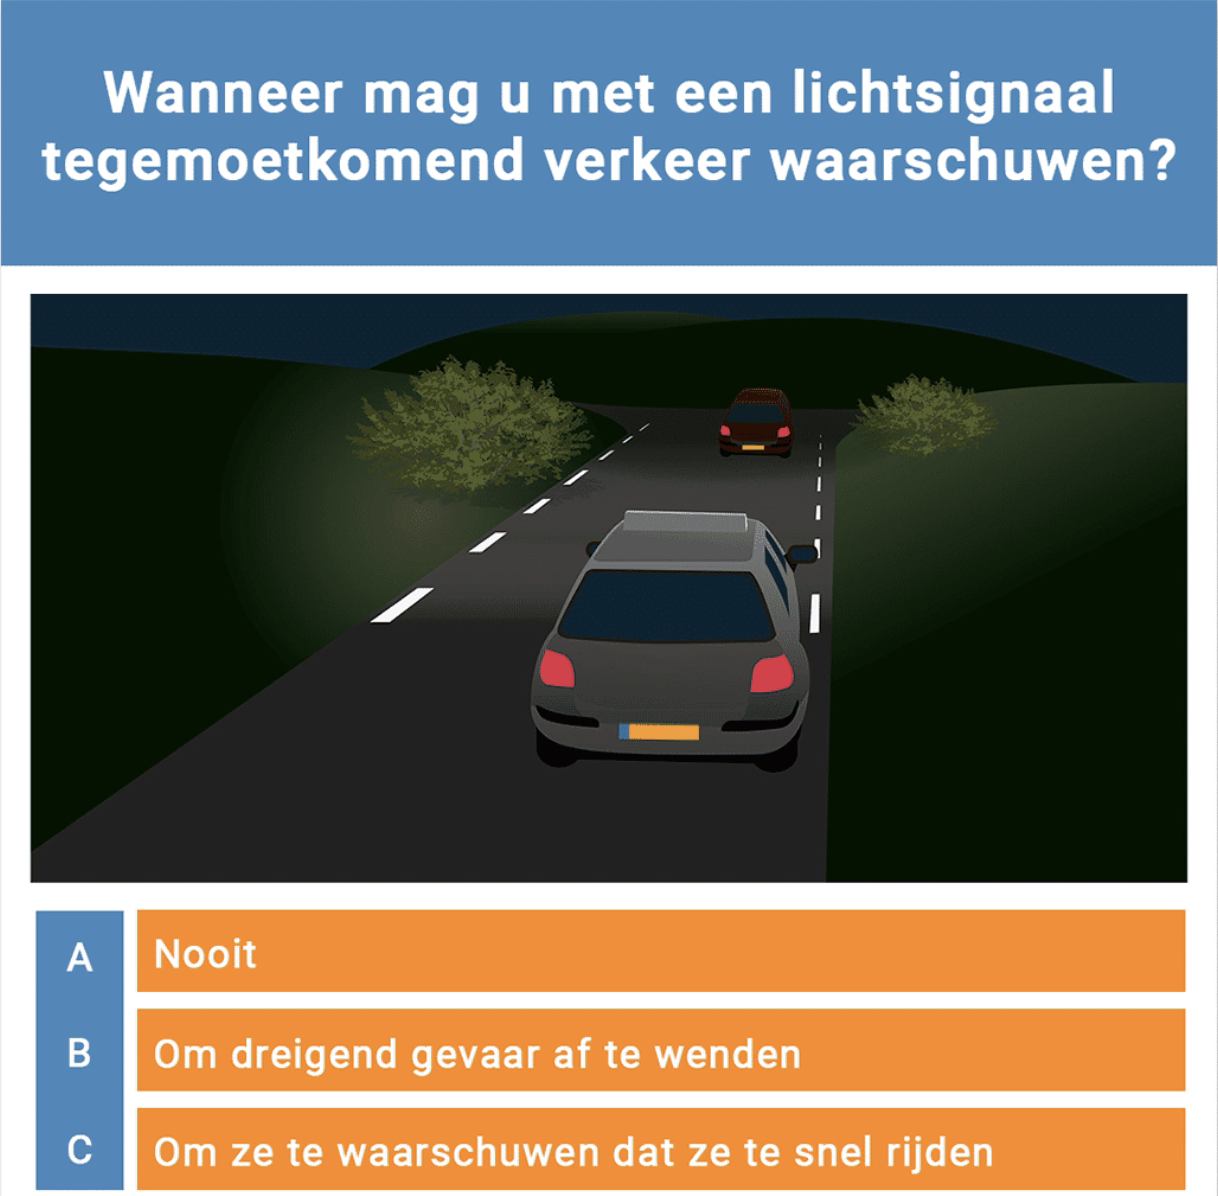 Wanneer mag u met een lichtsignaal
tegemoetkomend verkeer waarschuwen?
A
Nooit
B
Om dreigend gevaar af te wenden
C
Om ze te waarschuwen dat ze te snel rijden